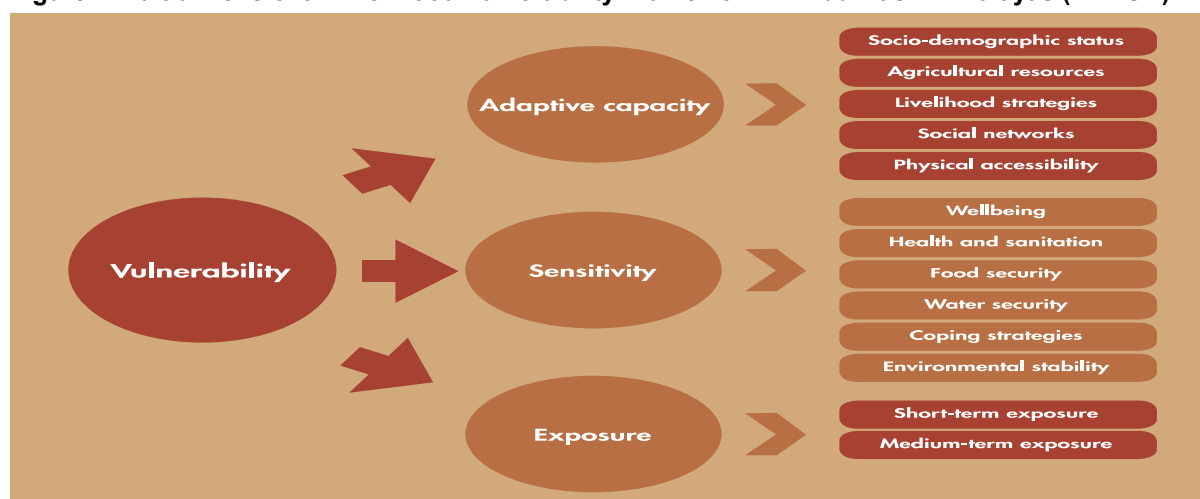 Vulnerability
Adaptive capacity
Socio-demographic status
Agricultural resources
Livelihood strategies
Social networks
Physical accessibility
Sensitivity
Wellbeing
Health and sanitation
Food security
Water security
Coping strategies
Environmental stability
Exposure
Short-term exposure
Medium-term exposure